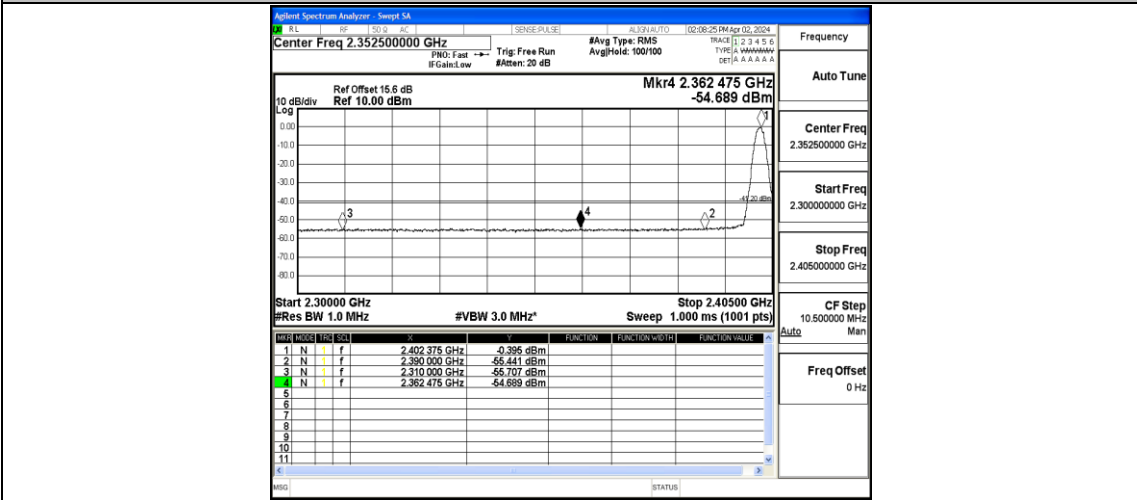 Agilent Spectrum Analyzer - Swept SA
RL RF 50 Ω AC SENSE:PULSE ALIGN AUTO 02:08:25 PM Apr 02, 2024
Center Freq 2.352500000 GHz #Avg Type: RMS TRACE 1 2 3 4 5 6 Frequency
PNO: Fast Trig: Free Run Avg|Hold: 100/100 TYPE A WWWWW
IFGain:Low #Atten: 20 dB DET A A A A A A
Auto Tune
Mkr4 2.362 475 GHz
Ref Offset 15.6 dB
10 dB/div Ref 10.00 dBm -54.689 dBm
Log
1
0.00
-10.0
-20.0
-30.0
-40.0
-41.20 dBm
-50.0
3 4 2
-60.0
-70.0
-80.0
Center Freq
2.352500000 GHz
Start Freq
2.300000000 GHz
Stop Freq
2.405000000 GHz
Start 2.30000 GHz Stop 2.40500 GHz
#Res BW 1.0 MHz #VBW 3.0 MHz* Sweep 1.000 ms (1001 pts)
CF Step
10.500000 MHz
Auto Man
MKR MODE TRC SCL X Y FUNCTION FUNCTION WIDTH FUNCTION VALUE
1 N 1 f 2.402 375 GHz -0.395 dBm
2 N 1 f 2.390 000 GHz -55.441 dBm
3 N 1 f 2.310 000 GHz -55.707 dBm
4 N 1 f 2.362 475 GHz -54.689 dBm
5
6
7
8
9
10
11
Freq Offset
0 Hz
MSG STATUS